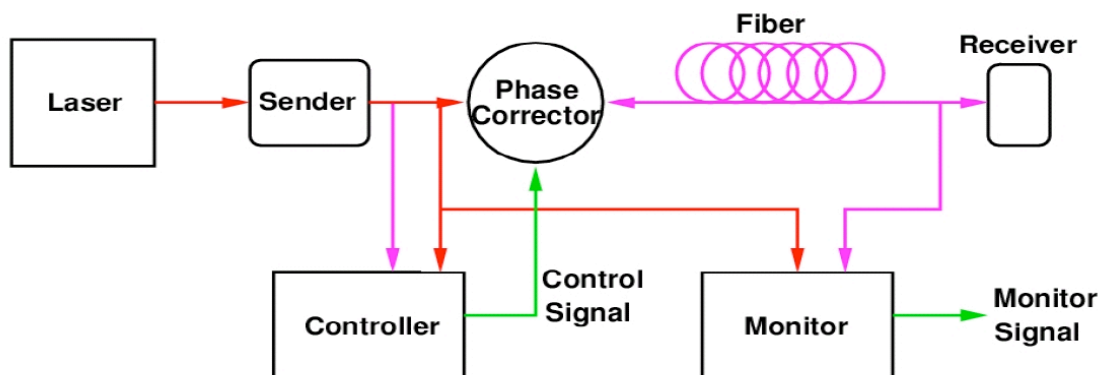 Fiber
Receiver
Laser
Sender
Phase
Corrector
Control
Signal
Controller
Monitor
Monitor
Signal